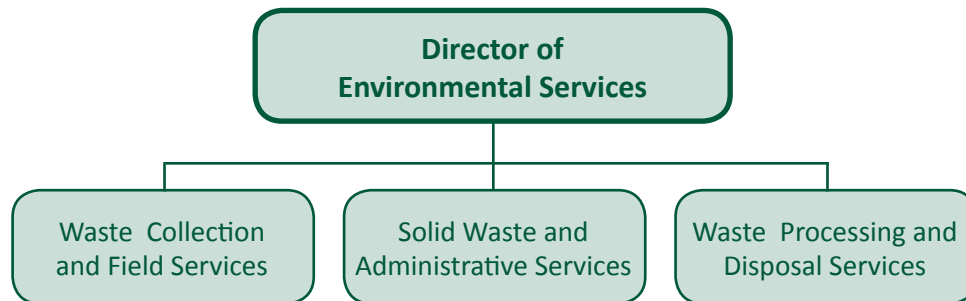 Director of
Environmental Services
Waste Collection
and Field Services
Solid Waste and
Administrative Services
Waste Processing and
Disposal Services